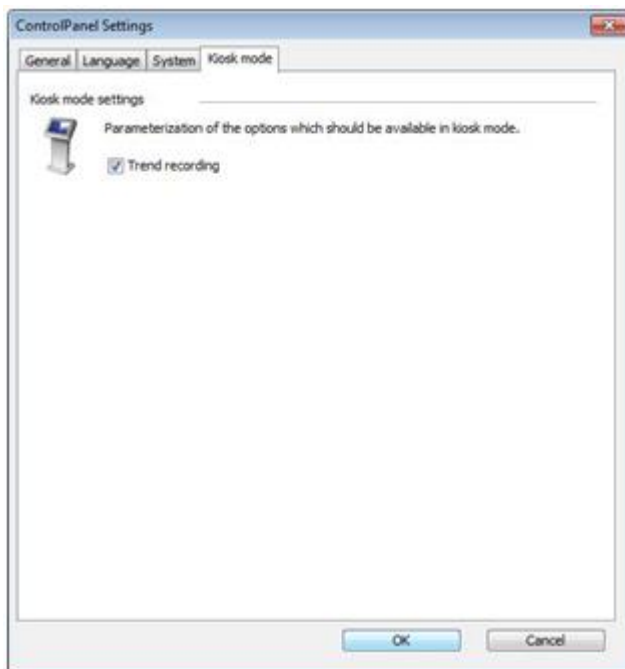 ControlPanel Settings
General Language System Kiosk mode
Kiosk mode settings
Parameterization of the options which should be available in kiosk mode.
Trend recording
OK Cancel